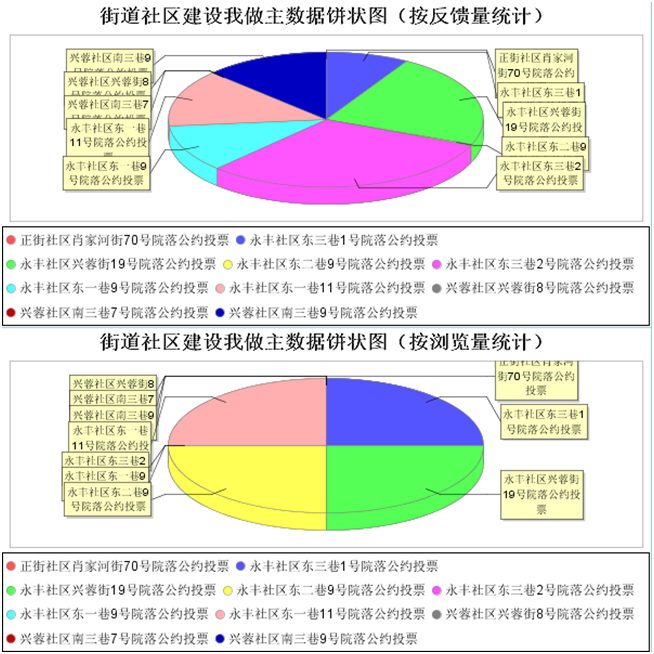 街道社区建设我做主数据饼状图（按反馈量统计）
兴蓉社区南三巷9
号院落公约投票
兴蓉社区兴蓉街8
兴蓉社区南三巷7
永丰社区东一巷
11号院落公约投
票
永丰社区东一巷9
号院落公约投票
正街社区肖家河
街70号院落公约
永丰社区东三巷1
永丰社区兴蓉街
19号院落公约投
永丰社区东二巷9
永丰社区东三巷2
号院落公约投票
正街社区肖家河街70号院落公约投票 永丰社区东三巷1号院落公约投票
永丰社区兴蓉街19号院落公约投票 永丰社区东二巷9号院落公约投票 永丰社区东三巷2号院落公约投票
永丰社区东一巷9号院落公约投票 永丰社区东一巷11号院落公约投票 兴蓉社区兴蓉街8号院落公约投票
兴蓉社区南三巷7号院落公约投票 兴蓉社区南三巷9号院落公约投票
街道社区建设我做主数据饼状图（按浏览量统计）
兴蓉社区兴蓉街8
兴蓉社区南三巷7
兴蓉社区南三巷9
永丰社区东一巷
11号院落公约投
永丰社区东三巷2
永丰社区东一巷9
永丰社区东二巷9
号院落公约投票
正街社区肖家河
街70号院落公约
投票
永丰社区东三巷1
号院落公约投票
永丰社区兴蓉街
19号院落公约投
票
正街社区肖家河街70号院落公约投票 永丰社区东三巷1号院落公约投票
永丰社区兴蓉街19号院落公约投票 永丰社区东二巷9号院落公约投票 永丰社区东三巷2号院落公约投票
永丰社区东一巷9号院落公约投票 永丰社区东一巷11号院落公约投票 兴蓉社区兴蓉街8号院落公约投票
兴蓉社区南三巷7号院落公约投票 兴蓉社区南三巷9号院落公约投票